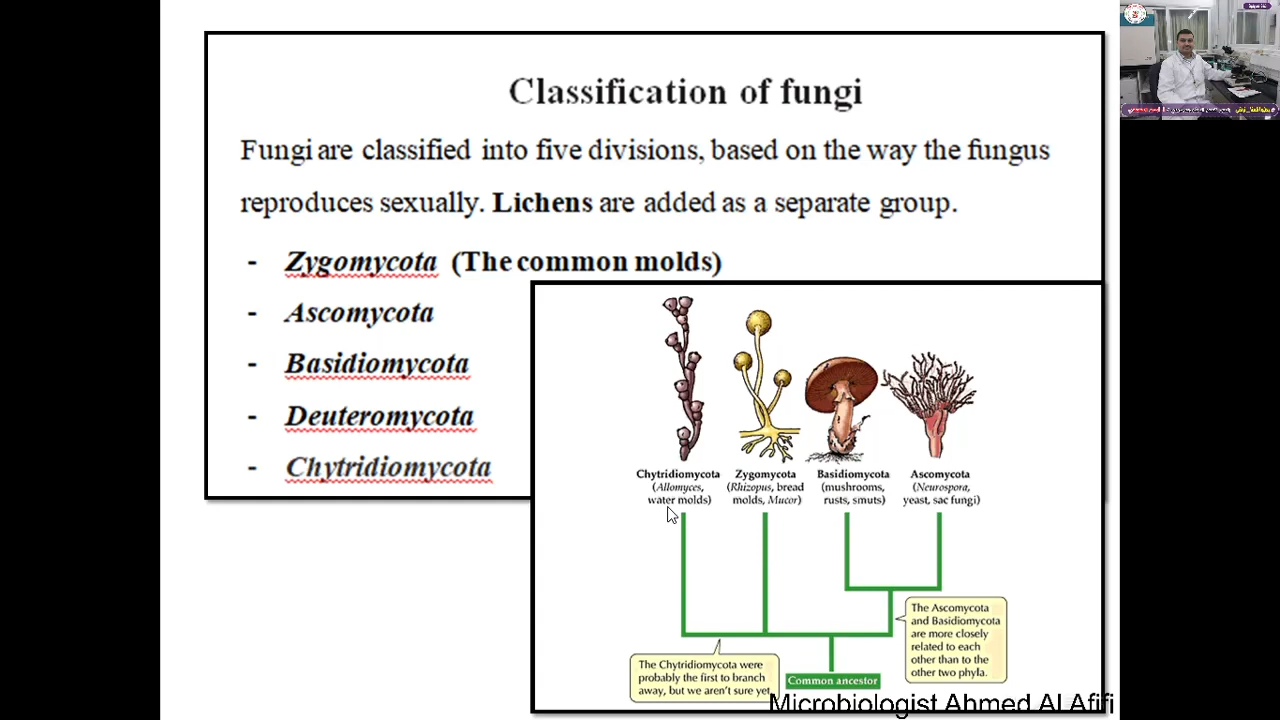 Classification of fungi
Fungi are classified into five divisions, based on the way the fungus
reproduces sexually. Lichens are added as a separate group.
- Zygomycota (The common molds)
- Ascomycota
- Basidiomycota
- Deuteromycota
- Chytridiomycota
Chytridiomycota
(Allomyces,
water molds)
Zygomycota
(Rhizopus, bread
molds, Mucor)
Basidiomycota
(mushrooms,
rusts, smuts)
Ascomycota
(Neurospora,
yeast, sac fungi)
The Ascomycota
and Basidiomycota
are more closely
related to each
other than to the
other two phyla.
The Chytridiomycota were
probably the first to branch
away, but we aren't sure yet
Common ancestor
Microbiologist Ahmed Al Afifi